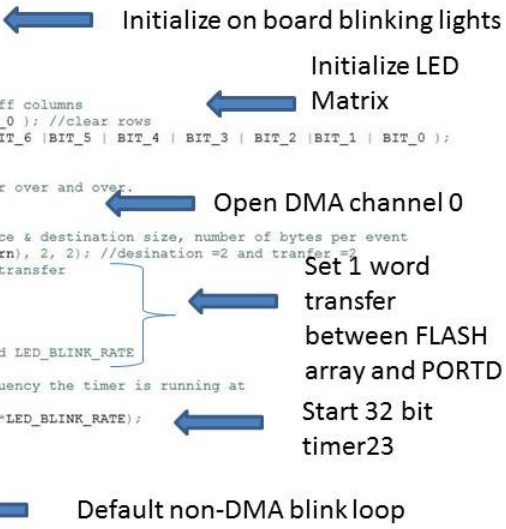 Initialize on board blinking lights
Initialize LED
Matrix
ff columns
_0 ); //clear rows
IT_6 |BIT_5 | BIT_4 | BIT_3 | BIT_2 |BIT_1 | BIT_0 );
r over and over.
Open DMA channel 0
ce & destination size, number of bytes per event
rn), 2, 2); //desination =2 and tranfer =2
transfer
Set 1 word
transfer
between FLASH
array and PORTD
d LED_BLINK_RATE
uency the timer is running at
*LED_BLINK_RATE);
Start 32 bit
timer23
Default non-DMA blink loop